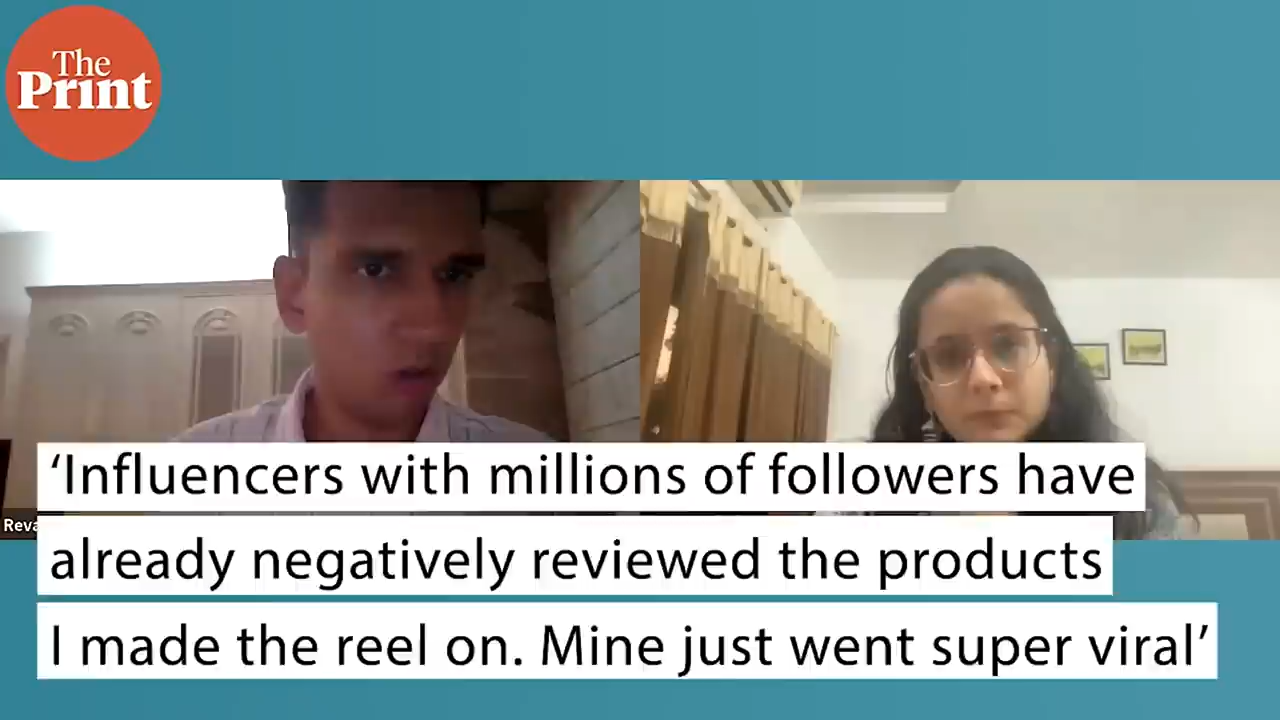 The
Print
‘Influencers with millions of followers have
Reva
already negatively reviewed the products
I made the reel on. Mine just went super viral’